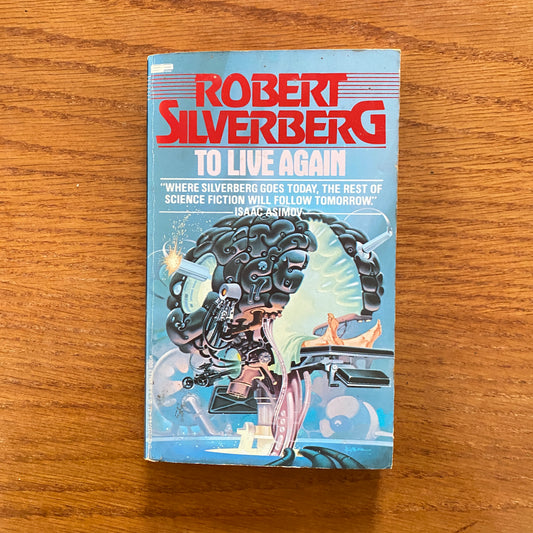 ROBERT
SILVERBERG
TO LIVE AGAIN
"WHERE SILVERBERG GOES TODAY, THE REST OF
SCIENCE FICTION WILL FOLLOW TOMORROW."
ISAAC ASIMOV